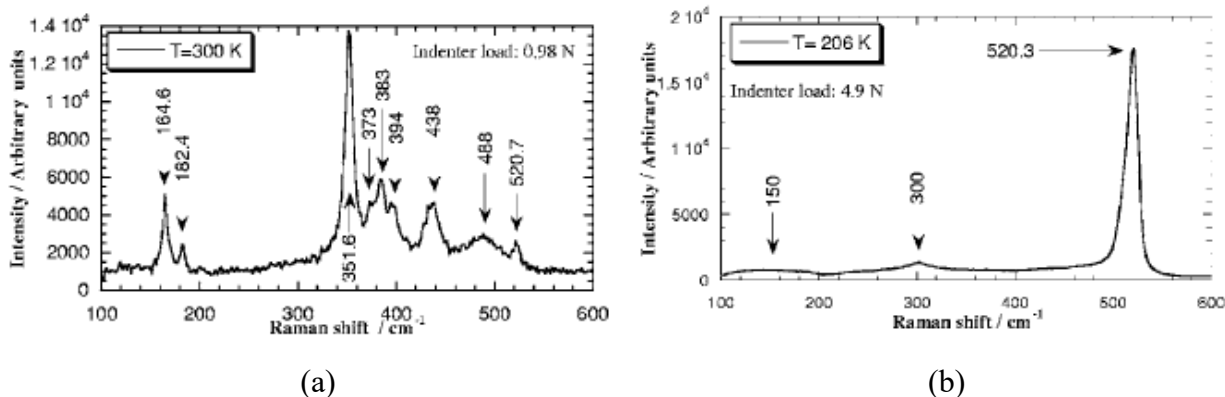 1.4 10⁴
1.2 10⁴
1 10⁴
8000
6000
4000
2000
0
Intensity / Arbitrary units
T=300 K
Indenter load: 0,98 N
164.6
182.4
351.6
373
383
394
438
488
520.7
100 200 300 400 500 600
Raman shift / cm⁻¹
(a)
2 10⁴
1 10⁴
5000
0
Intensity / Arbitrary units
T= 206 K
Indenter load: 4.9 N
520.3
150
300
100 200 300 400 500 600
Raman shift / cm⁻¹
(b)